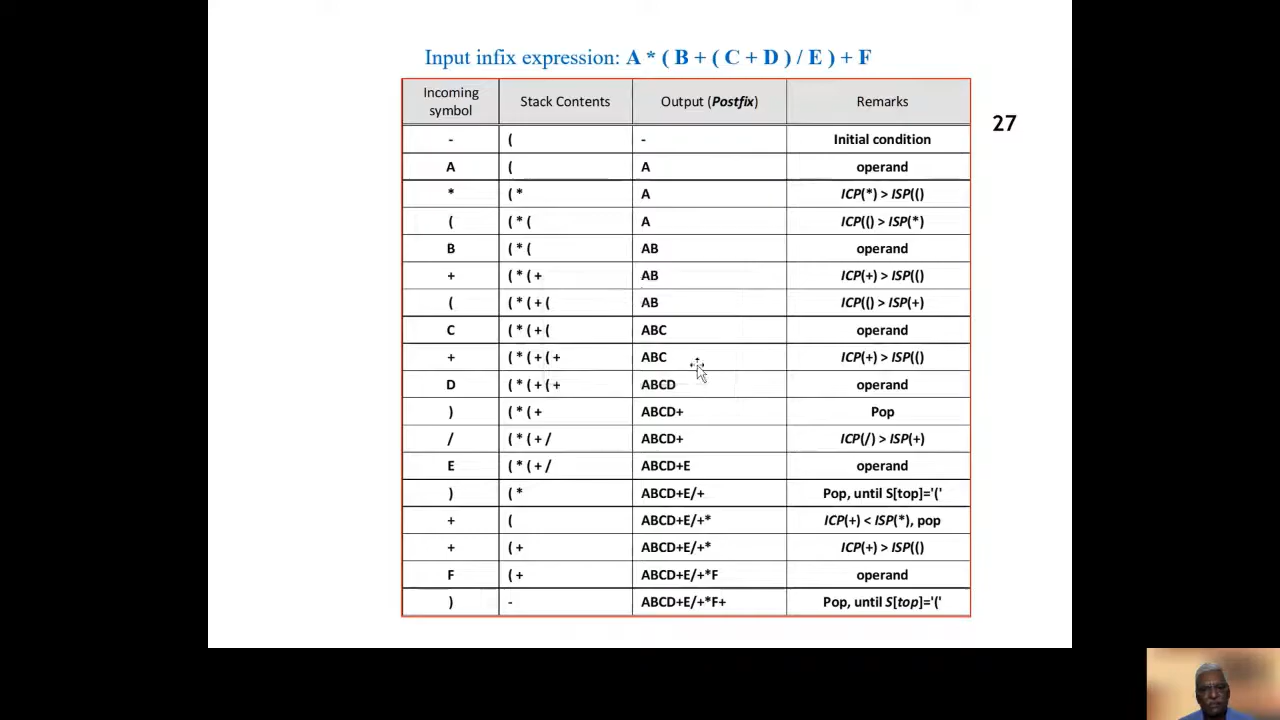 Input infix expression: A * ( B + ( C + D ) / E ) + F
Incoming symbol Stack Contents Output (Postfix) Remarks
27
- ( - Initial condition
A ( A operand
* ( * A ICP(*) > ISP(()
( ( * ( A ICP(() > ISP(*)
B ( * ( AB operand
+ ( * ( + AB ICP(+) > ISP(()
( ( * ( + ( AB ICP(() > ISP(+)
C ( * ( + ( ABC operand
+ ( * ( + ( + ABC ICP(+) > ISP(()
D ( * ( + ( + ABCD operand
) ( * ( + ABCD+ Pop
/ ( * ( + / ABCD+ ICP(/) > ISP(+)
E ( * ( + / ABCD+E operand
) ( * ABCD+E/+ Pop, until S[top]='('
+ ( ABCD+E/+* ICP(+) < ISP(*), pop
+ ( + ABCD+E/+* ICP(+) > ISP(()
F ( + ABCD+E/+*F operand
) - ABCD+E/+*F+ Pop, until S[top]='('